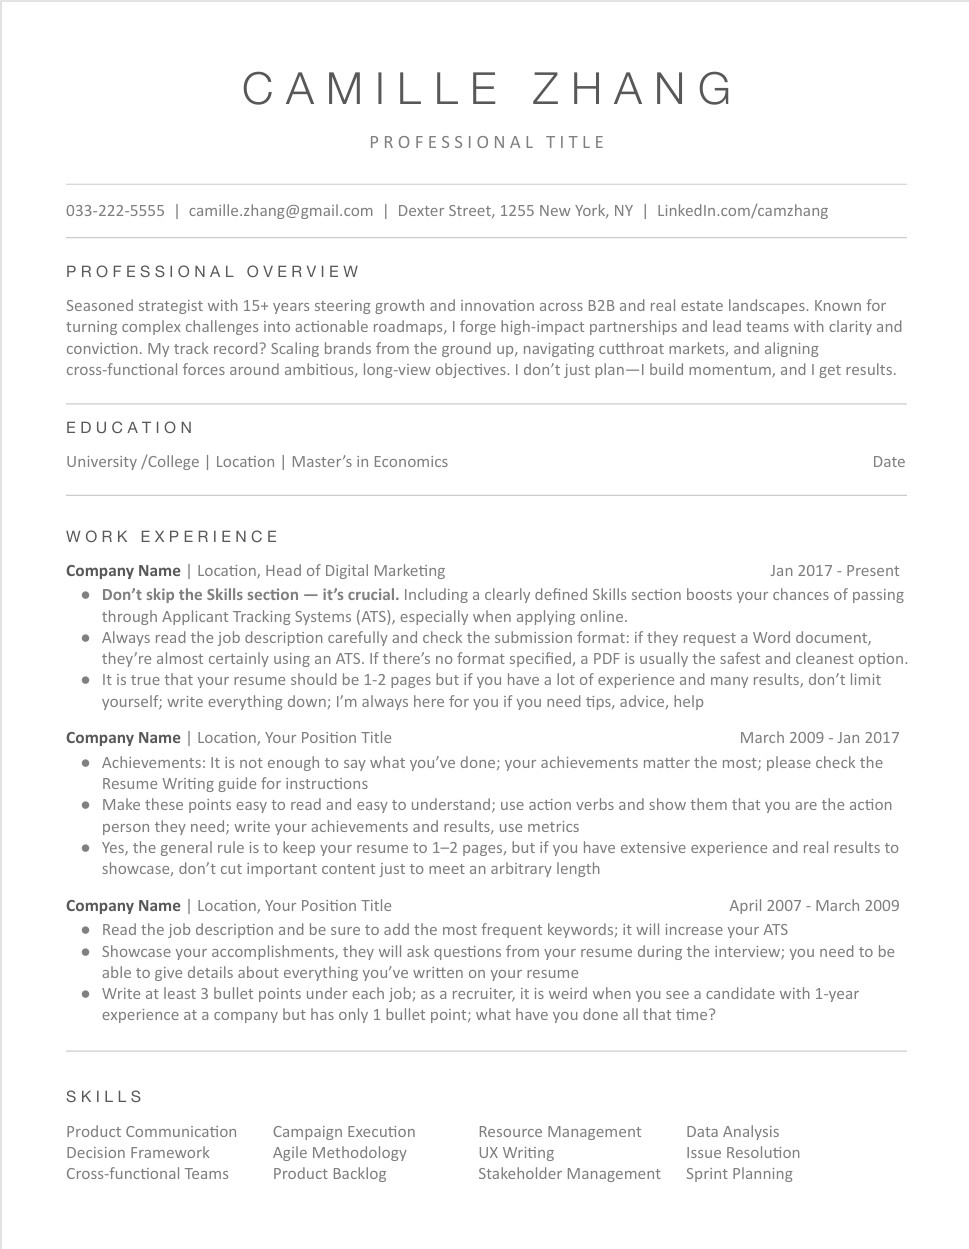 CAMILLE ZHANG
PROFESSIONAL TITLE
033-222-5555 | camille.zhang@gmail.com | Dexter Street, 1255 New York, NY | LinkedIn.com/camzhang
PROFESSIONAL OVERVIEW
Seasoned strategist with 15+ years steering growth and innovation across B2B and real estate landscapes. Known for
turning complex challenges into actionable roadmaps, I forge high-impact partnerships and lead teams with clarity and
conviction. My track record? Scaling brands from the ground up, navigating cutthroat markets, and aligning
cross-functional forces around ambitious, long-view objectives. I don’t just plan—I build momentum, and I get results.
EDUCATION
University /College | Location | Master’s in Economics Date
WORK EXPERIENCE
Company Name | Location, Head of Digital Marketing Jan 2017 - Present
● Don’t skip the Skills section — it’s crucial. Including a clearly defined Skills section boosts your chances of passing
through Applicant Tracking Systems (ATS), especially when applying online.
● Always read the job description carefully and check the submission format: if they request a Word document,
they’re almost certainly using an ATS. If there’s no format specified, a PDF is usually the safest and cleanest option.
● It is true that your resume should be 1-2 pages but if you have a lot of experience and many results, don’t limit
yourself; write everything down; I’m always here for you if you need tips, advice, help
Company Name | Location, Your Position Title March 2009 - Jan 2017
● Achievements: It is not enough to say what you’ve done; your achievements matter the most; please check the
Resume Writing guide for instructions
● Make these points easy to read and easy to understand; use action verbs and show them that you are the action
person they need; write your achievements and results, use metrics
● Yes, the general rule is to keep your resume to 1–2 pages, but if you have extensive experience and real results to
showcase, don’t cut important content just to meet an arbitrary length
Company Name | Location, Your Position Title April 2007 - March 2009
● Read the job description and be sure to add the most frequent keywords; it will increase your ATS
● Showcase your accomplishments, they will ask questions from your resume during the interview; you need to be
able to give details about everything you’ve written on your resume
● Write at least 3 bullet points under each job; as a recruiter, it is weird when you see a candidate with 1-year
experience at a company but has only 1 bullet point; what have you done all that time?
SKILLS
Product Communication Campaign Execution Resource Management Data Analysis
Decision Framework Agile Methodology UX Writing Issue Resolution
Cross-functional Teams Product Backlog Stakeholder Management Sprint Planning